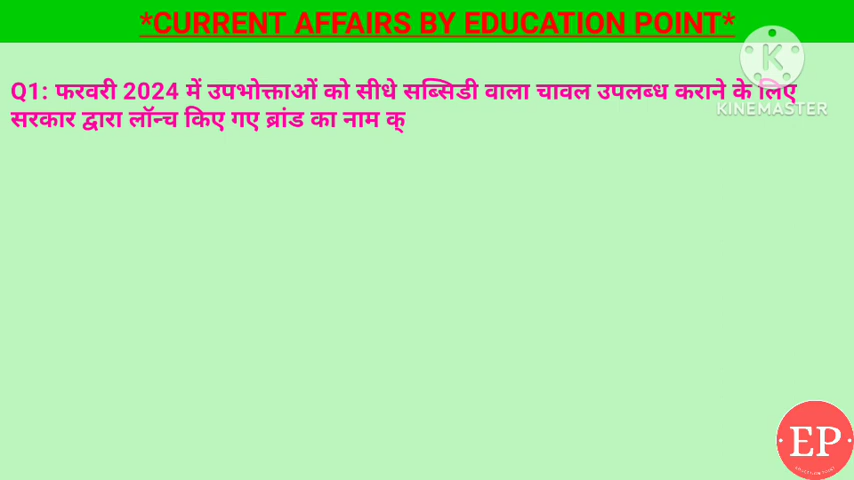 *CURRENT AFFAIRS BY EDUCATION POINT*
Q1: फरवरी 2024 में उपभोक्ताओं को सीधे सब्सिडी वाला चावल उपलब्ध कराने के लिए
सरकार द्वारा लॉन्च किए गए ब्रांड का नाम क्
KINEMASTER
EP